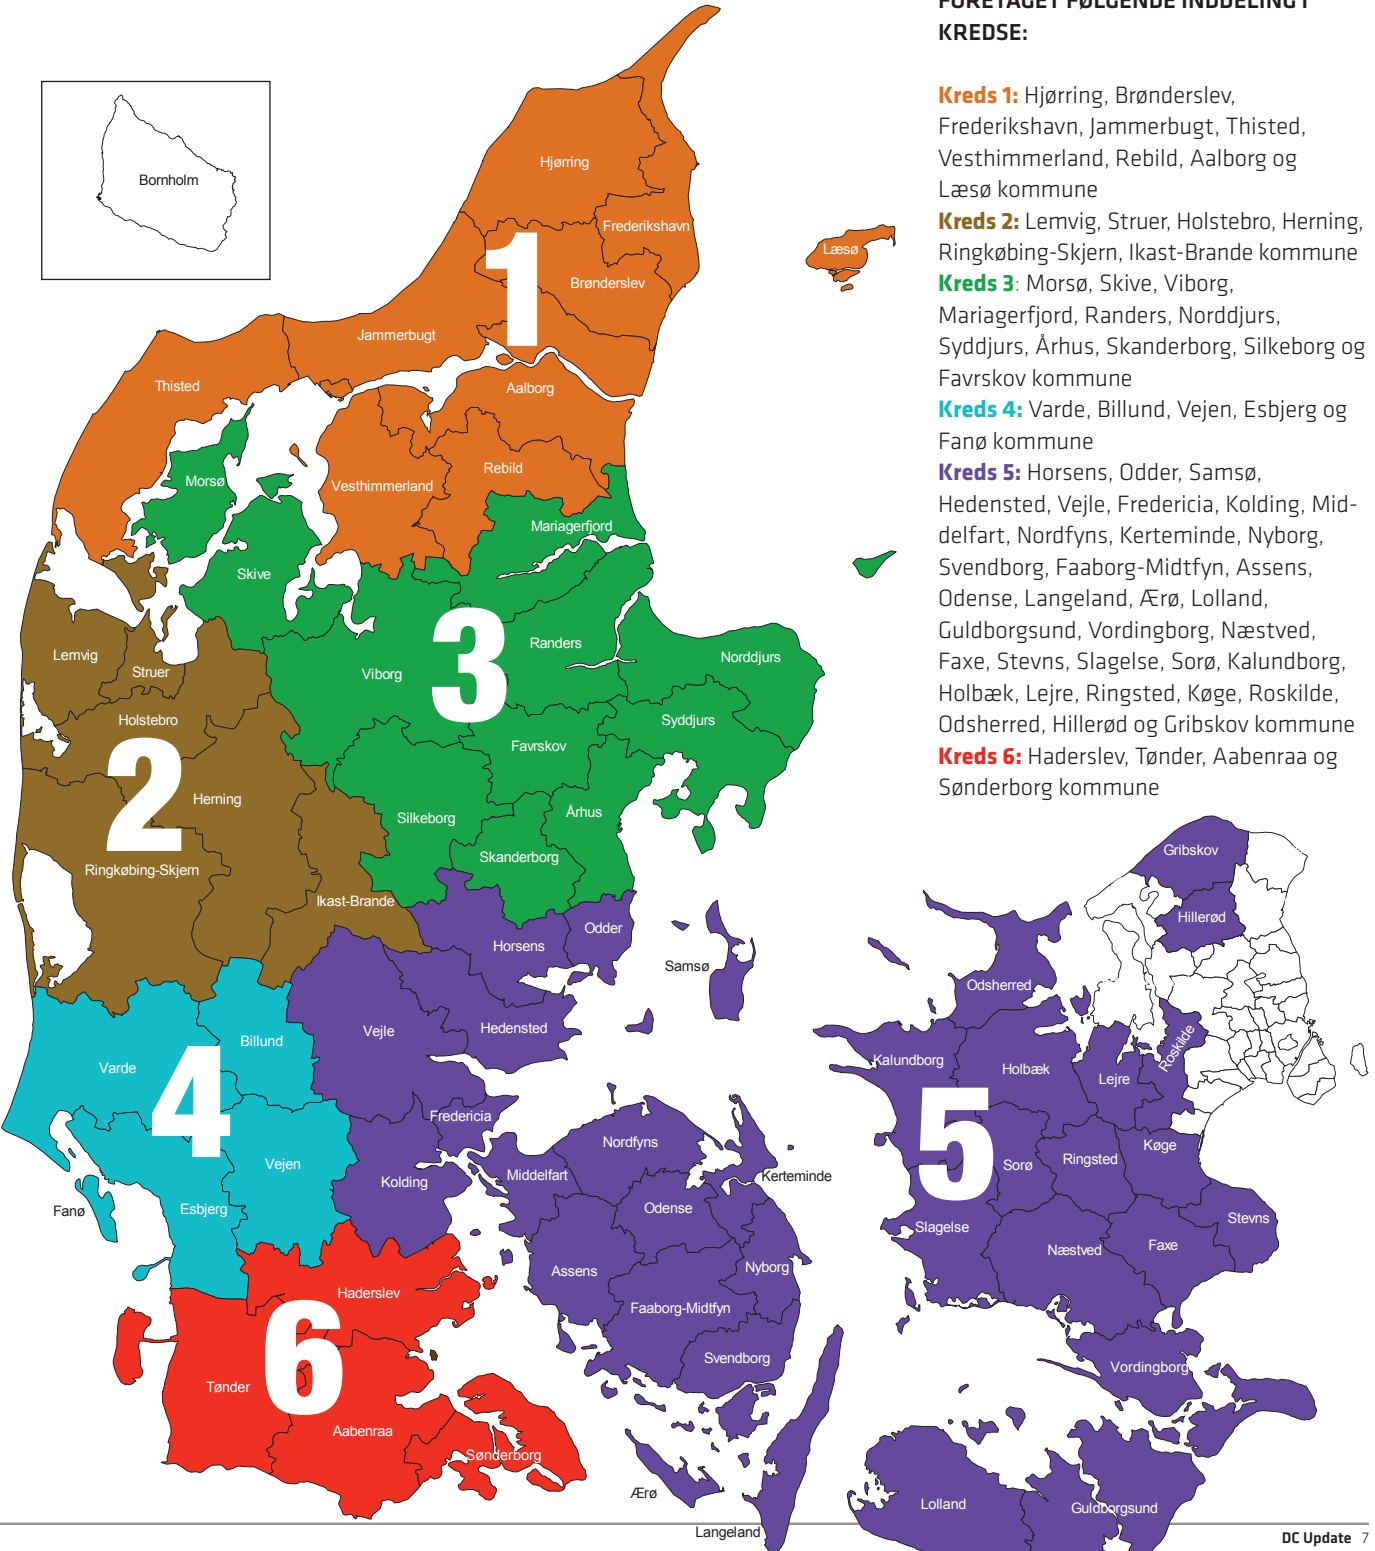 FORETAGET FØLGENDE INDDELING I
KREDSE:
Kreds 1: Hjørring, Brønderslev,
Frederikshavn, Jammerbugt, Thisted,
Vesthimmerland, Rebild, Aalborg og
Læsø kommune
Kreds 2: Lemvig, Struer, Holstebro, Herning,
Ringkøbing-Skjern, Ikast-Brande kommune
Kreds 3: Morsø, Skive, Viborg,
Mariagerfjord, Randers, Norddjurs,
Syddjurs, Århus, Skanderborg, Silkeborg og
Favrskov kommune
Kreds 4: Varde, Billund, Vejen, Esbjerg og
Fanø kommune
Kreds 5: Horsens, Odder, Samsø,
Hedensted, Vejle, Fredericia, Kolding, Mid-
delfart, Nordfyns, Kerteminde, Nyborg,
Svendborg, Faaborg-Midtfyn, Assens,
Odense, Langeland, Ærø, Lolland,
Guldborgsund, Vordingborg, Næstved,
Faxe, Stevns, Slagelse, Sorø, Kalundborg,
Holbæk, Lejre, Ringsted, Køge, Roskilde,
Odsherred, Hillerød og Gribskov kommune
Kreds 6: Haderslev, Tønder, Aabenraa og
Sønderborg kommune
Bornholm
Hjørring
Frederikshavn
Læsø
1
Brønderslev
Jammerbugt
Thisted
Aalborg
Rebild
Vesthimmerland
Morsø
Mariagerfjord
Skive
3
Randers
Lemvig
Struer
Viborg
Norddjurs
Holstebro
Syddjurs
Favrskov
2
Herning
Silkeborg
Århus
Skanderborg
Ringkøbing-Skjern
Ikast-Brande
Horsens
Odder
Samsø
Hedensted
Vejle
Billund
Varde
4
Fredericia
Vejen
Kolding
Esbjerg
Fanø
Nordfyns
Middelfart
Kerteminde
Odense
Assens
Nyborg
Faaborg-Midtfyn
Svendborg
Haderslev
6
Tønder
Aabenraa
Sønderborg
Ærø
Langeland
Gribskov
Hillerød
Odsherred
Kalundborg
Holbæk
Lejre
Roskilde
5
Sorø
Ringsted
Køge
Slagelse
Stevns
Næstved
Faxe
Vordingborg
Lolland
Guldborgsund
DC Update 7